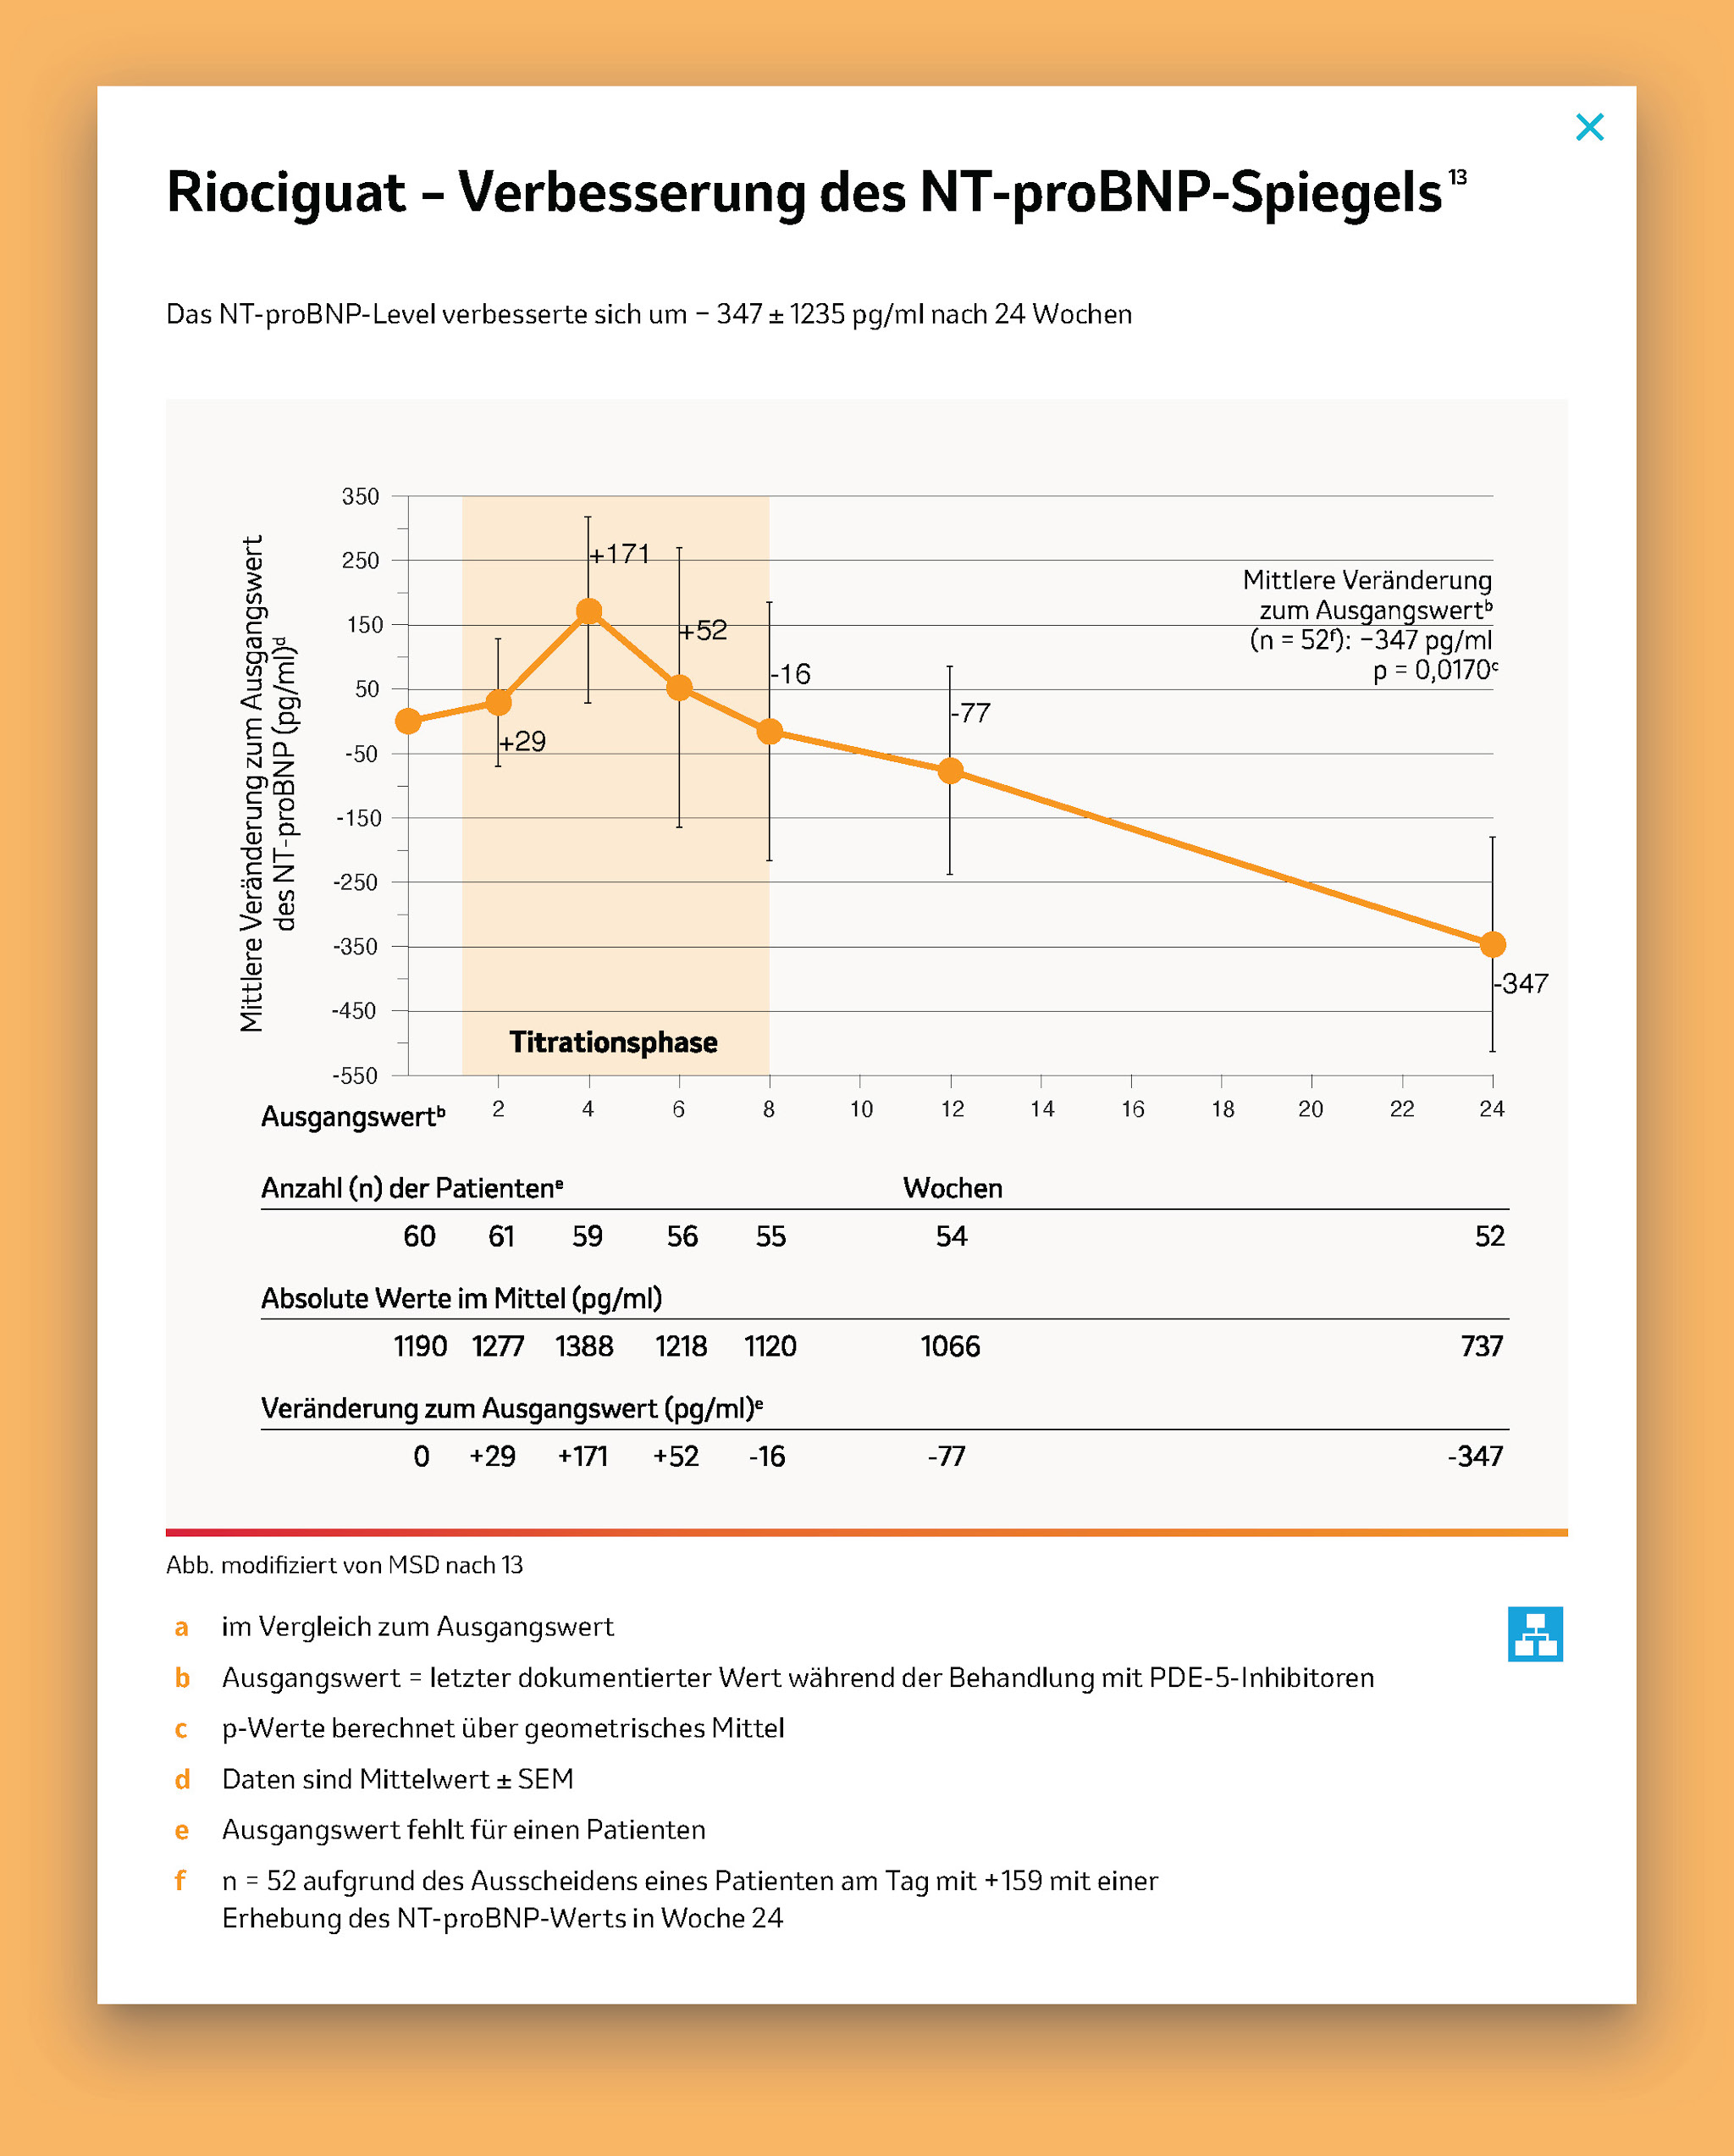 Riociguat – Verbesserung des NT-proBNP-Spiegels¹³
Das NT-proBNP-Level verbesserte sich um − 347 ± 1235 pg/ml nach 24 Wochen
Mittlere Veränderung zum Ausgangswert
des NT-proBNP (pg/ml)ᵈ
350
250
150
50
-50
-150
-250
-350
-450
-550
+29
+171
+52
-16
-77
-347
Mittlere Veränderung
zum Ausgangswertᵇ
(n = 52ᶠ): −347 pg/ml
p = 0,0170ᶜ
Titrationsphase
Ausgangswertᵇ 2 4 6 8 10 12 14 16 18 20 22 24
Anzahl (n) der Patientenᵉ Wochen
60 61 59 56 55 54 52
Absolute Werte im Mittel (pg/ml)
1190 1277 1388 1218 1120 1066 737
Veränderung zum Ausgangswert (pg/ml)ᵉ
0 +29 +171 +52 -16 -77 -347
Abb. modifiziert von MSD nach 13
a im Vergleich zum Ausgangswert
b Ausgangswert = letzter dokumentierter Wert während der Behandlung mit PDE-5-Inhibitoren
c p-Werte berechnet über geometrisches Mittel
d Daten sind Mittelwert ± SEM
e Ausgangswert fehlt für einen Patienten
f n = 52 aufgrund des Ausscheidens eines Patienten am Tag mit +159 mit einer
Erhebung des NT-proBNP-Werts in Woche 24